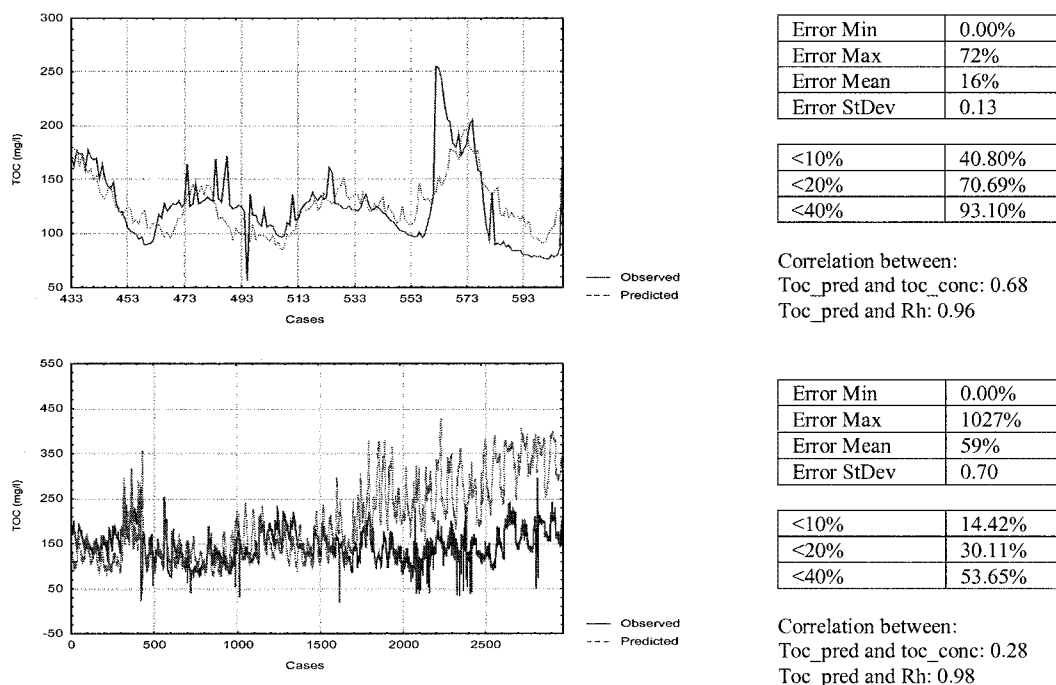 300
250
200
150
100
50
TOC (mg/l)
433 453 473 493 513 533 553 573 593
Cases
Observed
Predicted
Error Min 0.00%
Error Max 72%
Error Mean 16%
Error StDev 0.13
<10% 40.80%
<20% 70.69%
<40% 93.10%
Correlation between:
Toc_pred and toc_conc: 0.68
Toc_pred and Rh: 0.96
550
450
350
250
150
50
-50
TOC (mg/l)
0 500 1000 1500 2000 2500
Cases
Observed
Predicted
Error Min 0.00%
Error Max 1027%
Error Mean 59%
Error StDev 0.70
<10% 14.42%
<20% 30.11%
<40% 53.65%
Correlation between:
Toc_pred and toc_conc: 0.28
Toc_pred and Rh: 0.98